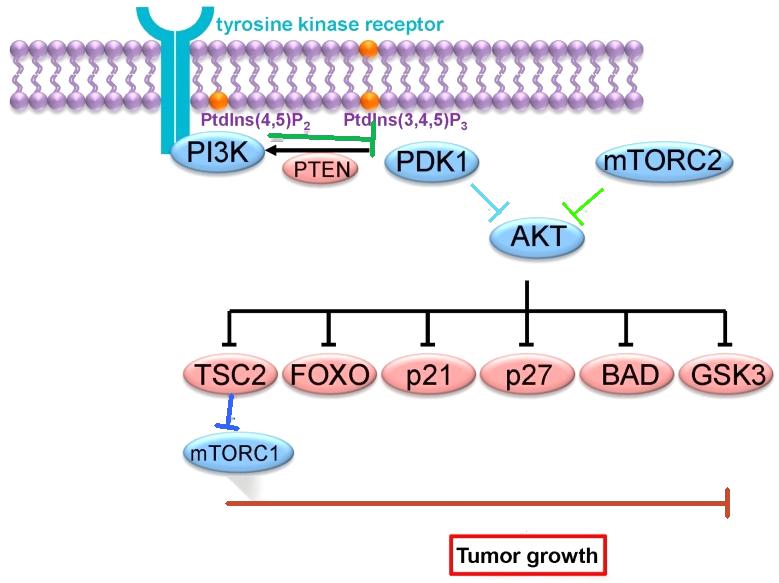 tyrosine kinase receptor
PtdIns(4,5)P2 PtdIns(3,4,5)P3
PI3K PTEN PDK1 mTORC2
AKT
TSC2 FOXO p21 p27 BAD GSK3
mTORC1
Tumor growth